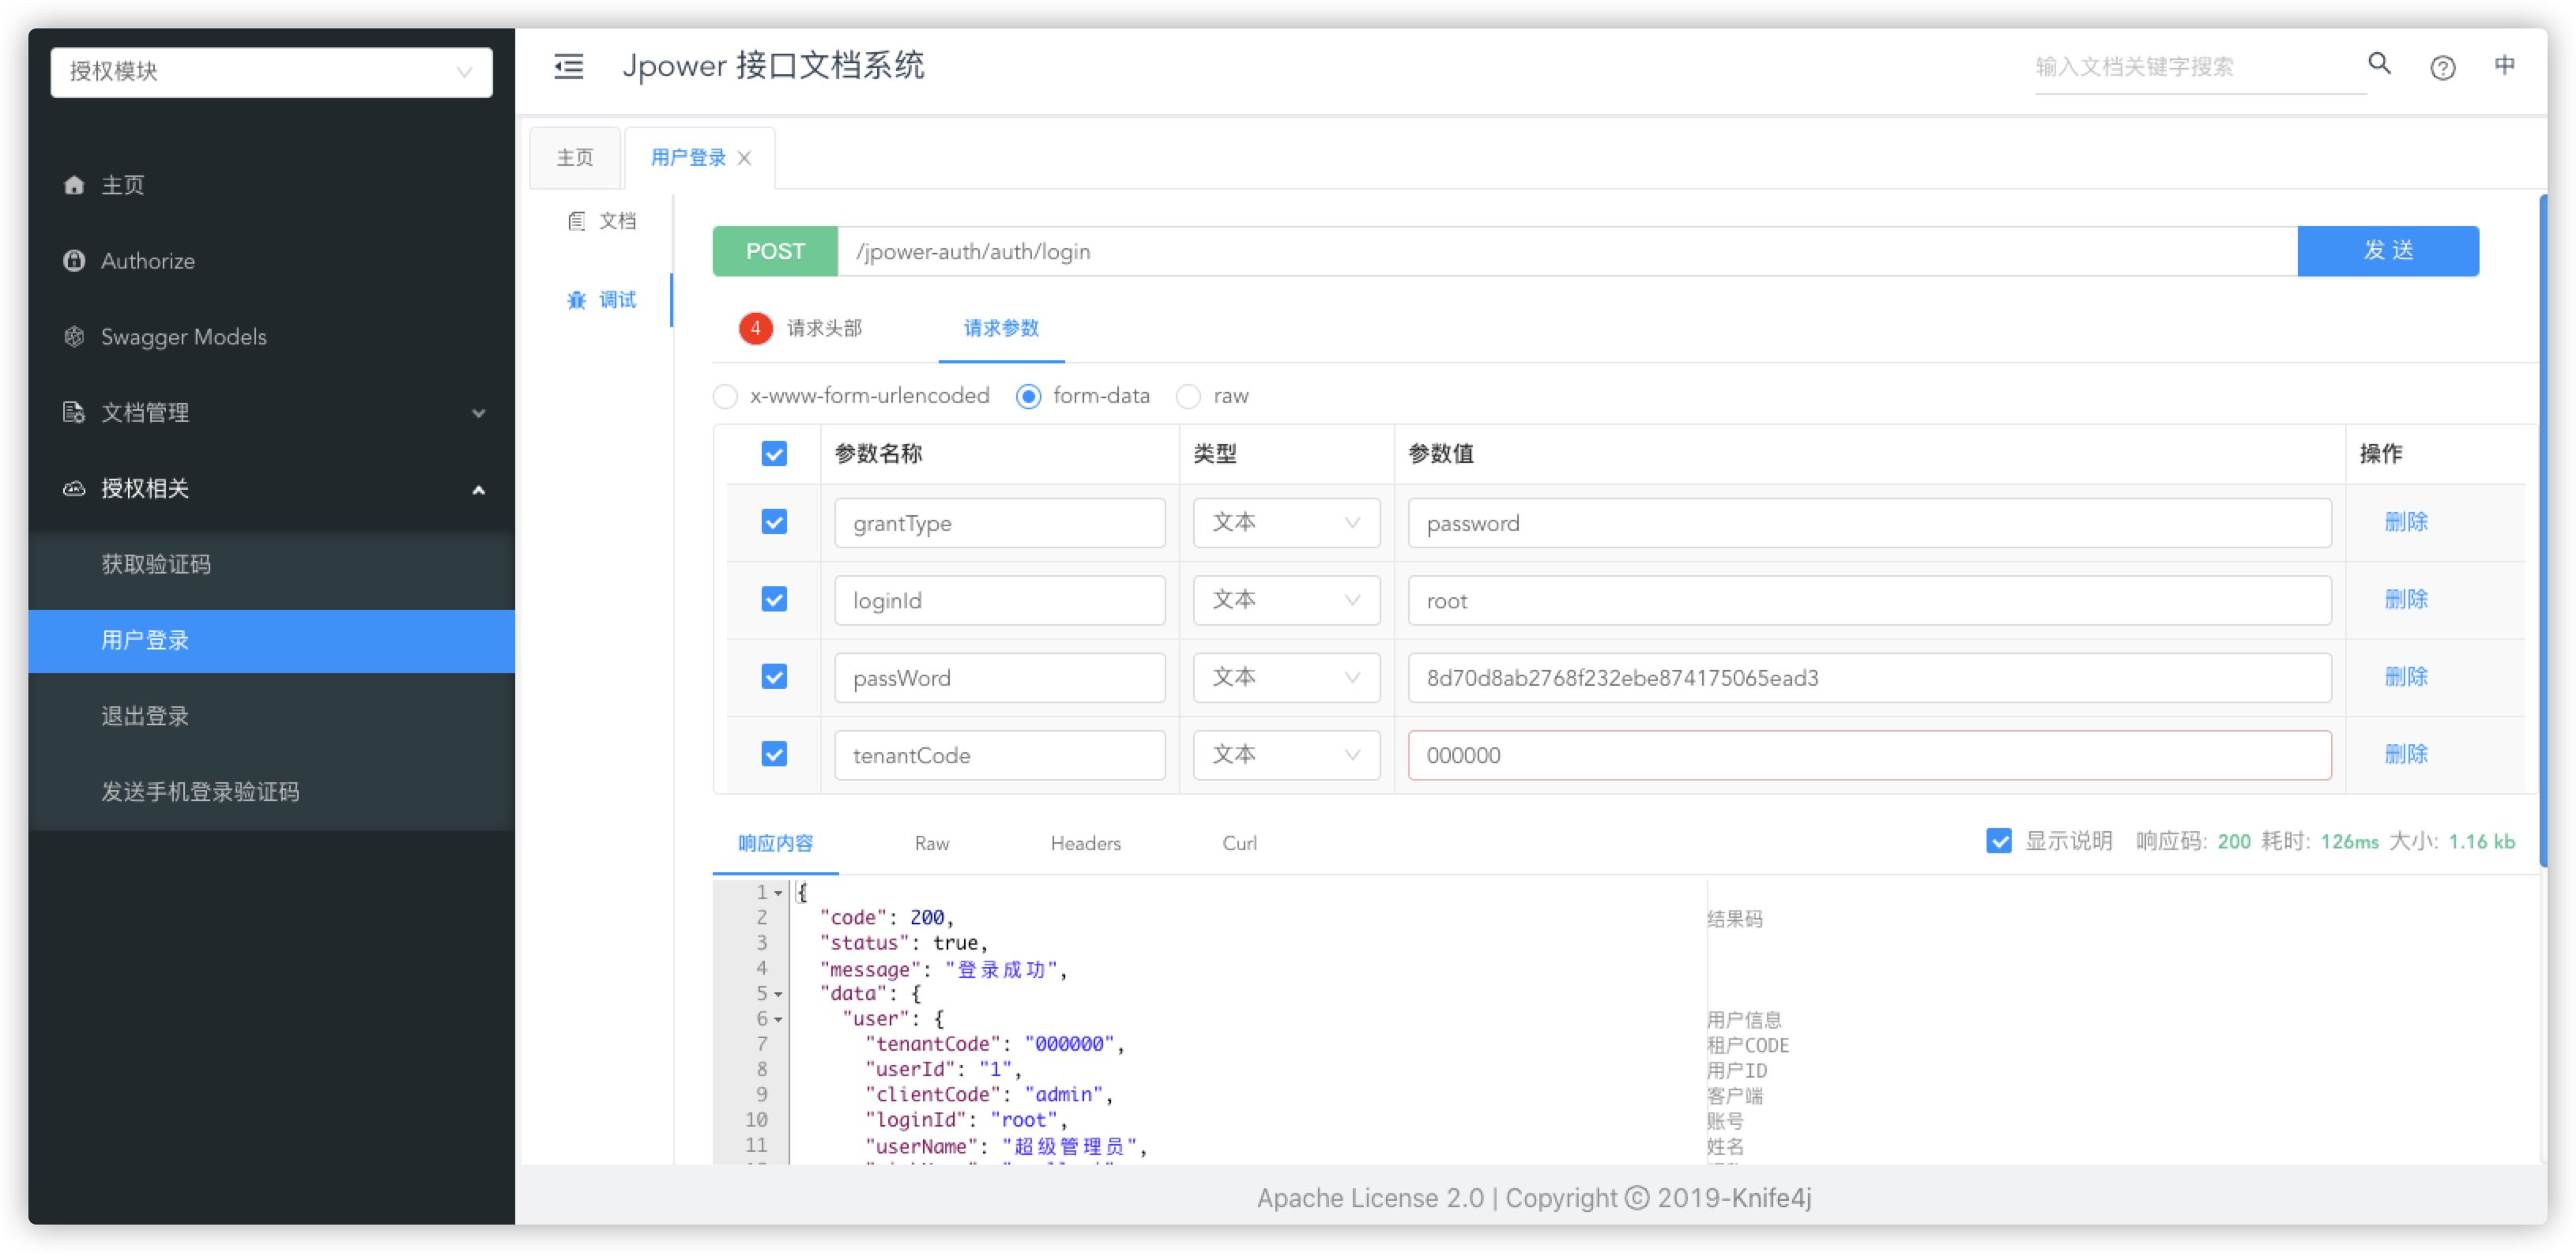 授权模块
主页
Authorize
Swagger Models
文档管理
授权相关
获取验证码
用户登录
退出登录
发送手机登录验证码
Jpower 接口文档系统
输入文档关键字搜索
中
主页 用户登录
文档
调试
POST /jpower-auth/auth/login 发 送
4 请求头部 请求参数
x-www-form-urlencoded form-data raw
参数名称 类型 参数值 操作
grantType 文本 password 删除
loginId 文本 root 删除
passWord 文本 8d70d8ab2768f232ebe874175065ead3 删除
tenantCode 文本 000000 删除
响应内容 Raw Headers Curl 显示说明 响应码: 200 耗时: 126ms 大小: 1.16 kb
1 {
2 "code": 200, 结果码
3 "status": true,
4 "message": "登录成功",
5 "data": {
6 "user": { 用户信息
7 "tenantCode": "000000", 租户CODE
8 "userId": "1", 用户ID
9 "clientCode": "admin", 客户端
10 "loginId": "root", 账号
11 "userName": "超级管理员", 姓名
Apache License 2.0 | Copyright © 2019-Knife4j